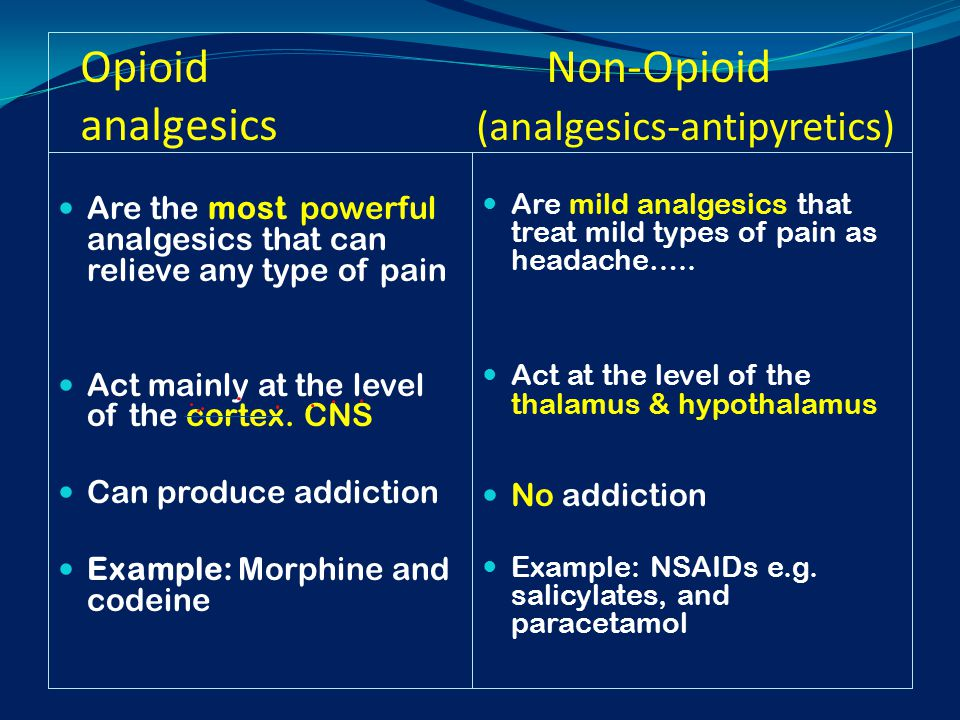 Opioid analgesics
Non-Opioid
(analgesics-antipyretics)
• Are the most powerful
analgesics that can
relieve any type of pain
• Act mainly at the level
of the cortex. CNS
• Can produce addiction
• Example: Morphine and
codeine
• Are mild analgesics that
treat mild types of pain as
headache…..
• Act at the level of the
thalamus & hypothalamus
• No addiction
• Example: NSAIDs e.g.
salicylates, and
paracetamol